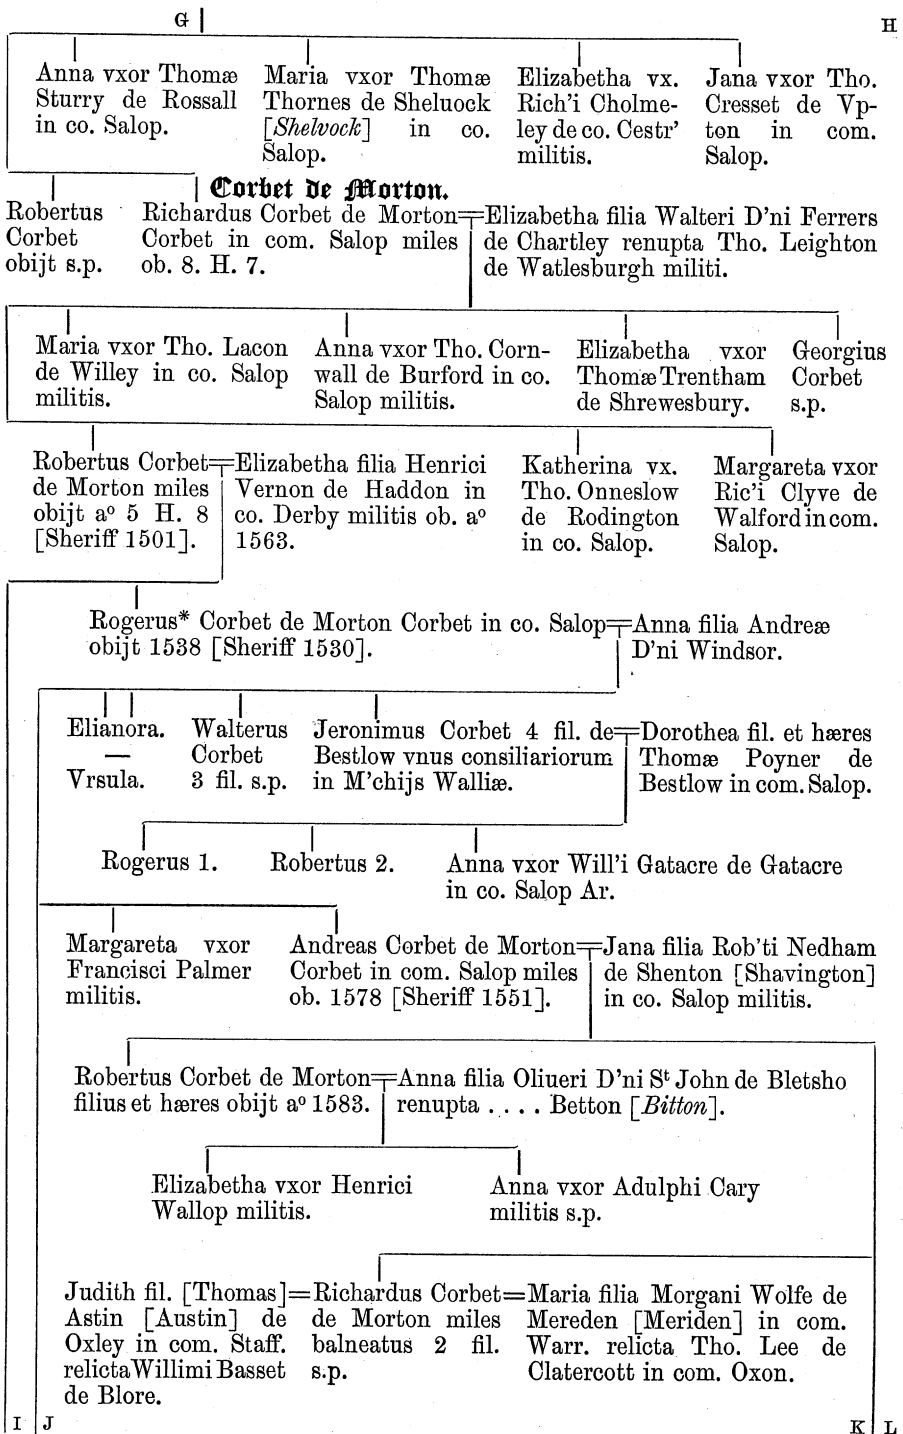 G
H
Anna vxor Thomæ
Sturry de Rossall
in co. Salop.
Maria vxor Thomæ
Thornes de Sheluock
[Shelvock] in co.
Salop.
Elizabetha vx.
Rich'i Cholme-
ley de co. Cestr'
militis.
Jana vxor Tho.
Cresset de Vp-
ton in com.
Salop.
Corbet de Morton.
Robertus
Corbet
obijt s.p.
Richardus Corbet de Morton
Corbet in com. Salop miles
ob. 8. H. 7.
Elizabetha filia Walteri D'ni Ferrers
de Chartley renupta Tho. Leighton
de Watlesburgh militi.
Maria vxor Tho. Lacon
de Willey in co. Salop
militis.
Anna vxor Tho. Corn-
wall de Burford in co.
Salop militis.
Elizabetha vxor
Thomæ Trentham
de Shrewesbury.
Georgius
Corbet
s.p.
Robertus Corbet
de Morton miles
obijt aº 5 H. 8
[Sheriff 1501].
Elizabetha filia Henrici
Vernon de Haddon in
co. Derby militis ob. aº
1563.
Katherina vx.
Tho. Onneslow
de Rodington
in co. Salop.
Margareta vxor
Ric'i Clyve de
Walford in com.
Salop.
Rogerus* Corbet de Morton Corbet in co. Salop
obijt 1538 [Sheriff 1530].
Anna filia Andreæ
D'ni Windsor.
Elianora.
—
Vrsula.
Walterus
Corbet
3 fil. s.p.
Jeronimus Corbet 4 fil. de
Bestlow vnus consiliariorum
in M'chijs Walliæ.
Dorothea fil. et hæres
Thomæ Poyner de
Bestlow in com. Salop.
Rogerus 1.
Robertus 2.
Anna vxor Will'i Gatacre de Gatacre
in co. Salop Ar.
Margareta vxor
Francisci Palmer
militis.
Andreas Corbet de Morton
Corbet in com. Salop miles
ob. 1578 [Sheriff 1551].
Jana filia Rob'ti Nedham
de Shenton [Shavington]
in co. Salop militis.
Robertus Corbet de Morton
filius et hæres obijt aº 1583.
Anna filia Oliueri D'ni Sᵗ John de Bletsho
renupta . . . . Betton [Bitton].
Elizabetha vxor Henrici
Wallop militis.
Anna vxor Adulphi Cary
militis s.p.
Judith fil. [Thomas]
Astin [Austin] de
Oxley in com. Staff.
relicta Willimi Basset
de Blore.
=Richardus Corbet=
de Morton miles
balneatus 2 fil.
s.p.
Maria filia Morgani Wolfe de
Mereden [Meriden] in com.
Warr. relicta Tho. Lee de
Clatercott in com. Oxon.
I J
K L